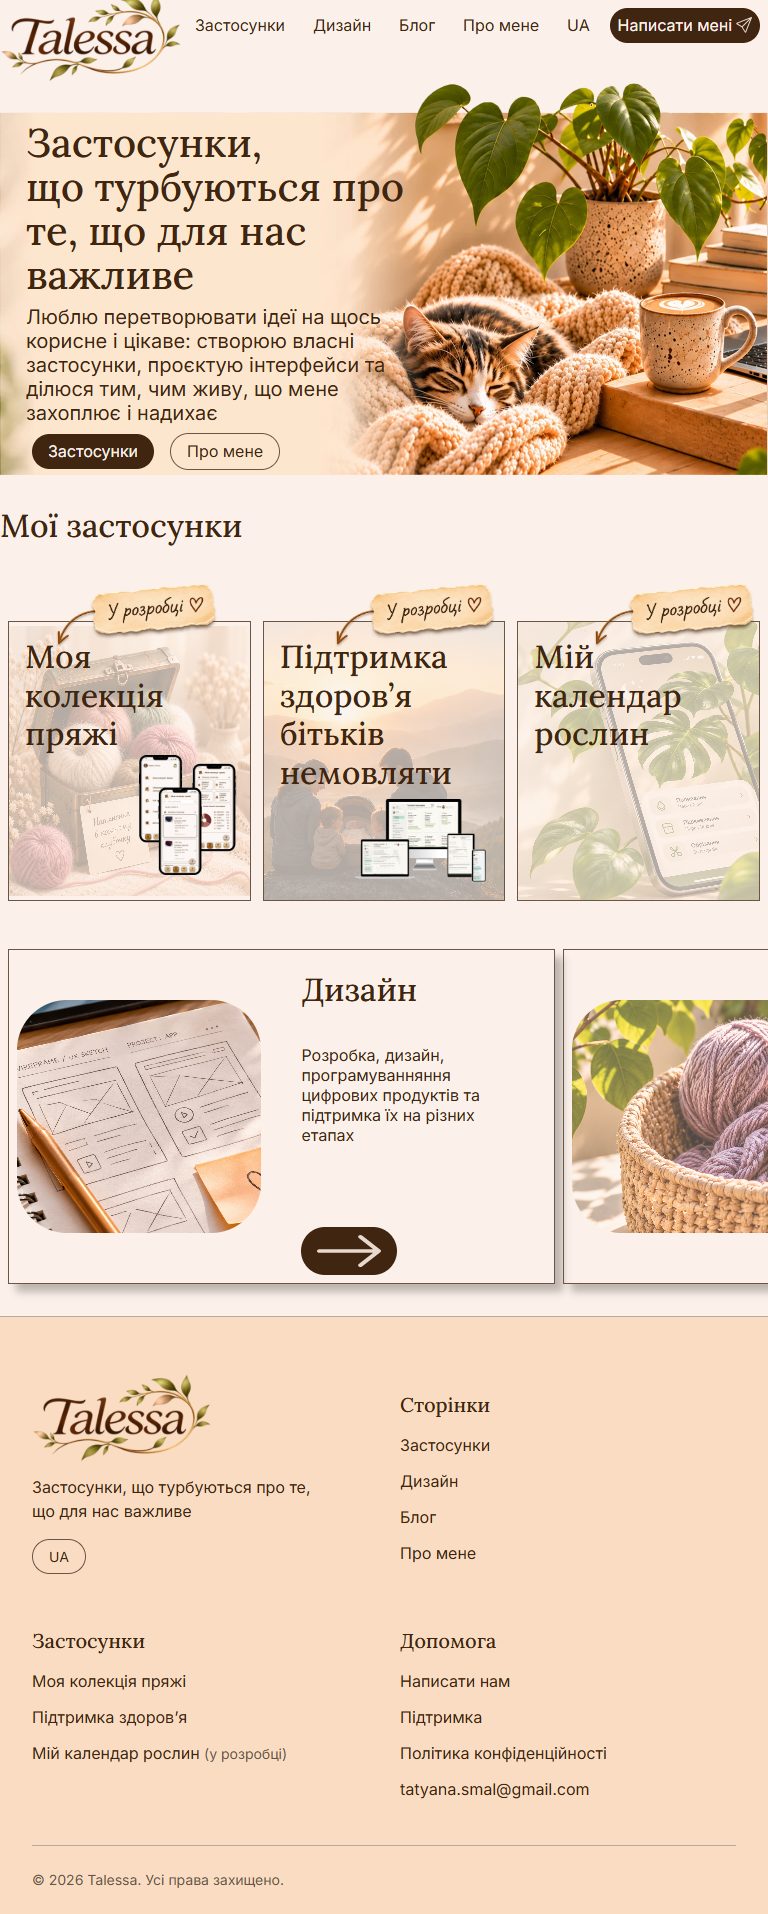 Talessa
Застосунки
Дизайн
Блог
Про мене
UA
Написати мені
Застосунки,
що турбуються про
те, що для нас
важливе
Люблю перетворювати ідеї на щось
корисне і цікаве: створюю власні
застосунки, проєктую інтерфейси та
ділюся тим, чим живу, що мене
захоплює і надихає
Застосунки
Про мене
Мої застосунки
У розробці
Моя
колекція
пряжі
У розробці
Підтримка
здоров’я
бітьків
немовляти
У розробці
Мій
календар
рослин
WIREFRAME / UX SKETCH
PROJECT: APP
Дизайн
Розробка, дизайн,
програмуванняння
цифрових продуктів та
підтримка їх на різних
етапах
Talessa
Застосунки, що турбуються про те,
що для нас важливе
UA
Сторінки
Застосунки
Дизайн
Блог
Про мене
Застосунки
Моя колекція пряжі
Підтримка здоров’я
Мій календар рослин (у розробці)
Допомога
Написати нам
Підтримка
Політика конфіденційності
tatyana.smal@gmail.com
© 2026 Talessa. Усі права захищено.